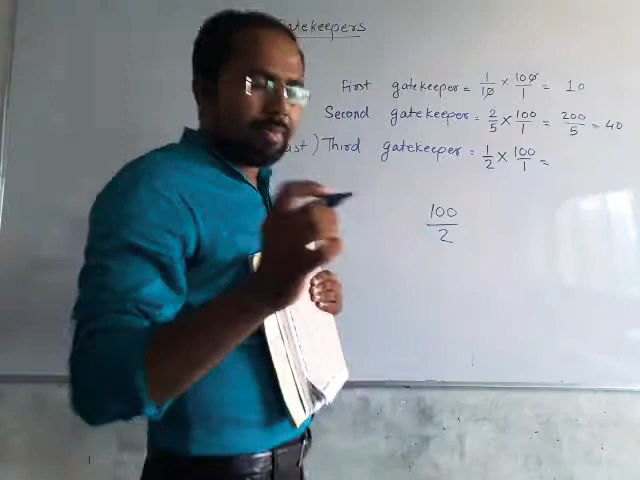 Gatekeepers
First gatekeeper = 1/10 × 100/1 = 10
Second gatekeeper = 2/5 × 100/1 = 200/5 = 40
ast) Third gatekeeper = 1/2 × 100/1 =
100/2